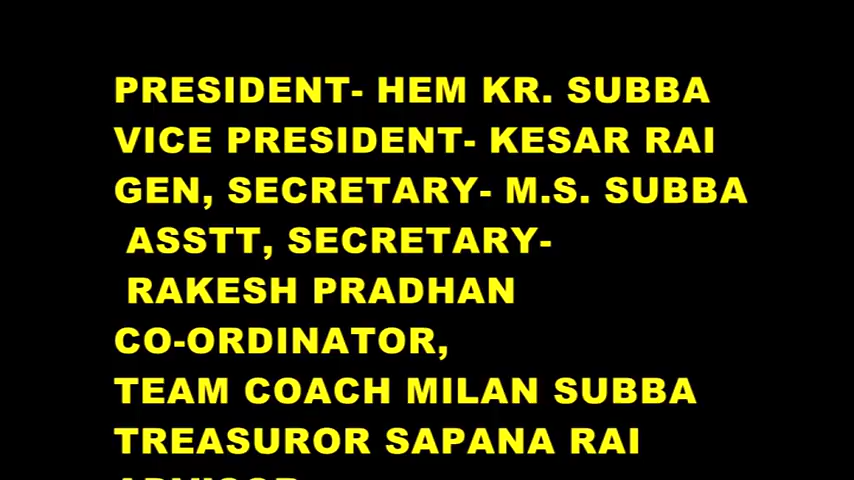 PRESIDENT- HEM KR. SUBBA
VICE PRESIDENT- KESAR RAI
GEN, SECRETARY- M.S. SUBBA
ASSTT, SECRETARY-
RAKESH PRADHAN
CO-ORDINATOR,
TEAM COACH MILAN SUBBA
TREASUROR SAPANA RAI